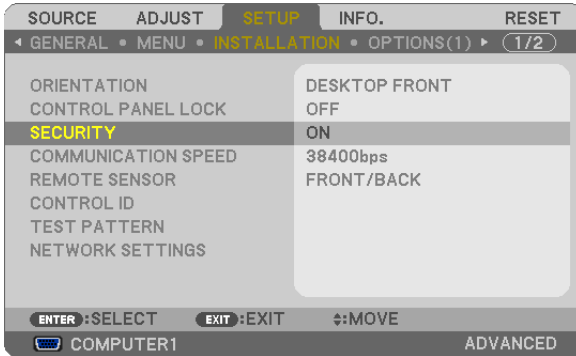 SOURCE ADJUST SETUP INFO. RESET
◂ GENERAL • MENU • INSTALLATION • OPTIONS(1) ▸ 1/2
ORIENTATION DESKTOP FRONT
CONTROL PANEL LOCK OFF
SECURITY ON
COMMUNICATION SPEED 38400bps
REMOTE SENSOR FRONT/BACK
CONTROL ID
TEST PATTERN
NETWORK SETTINGS
ENTER :SELECT EXIT :EXIT :MOVE
COMPUTER1 ADVANCED